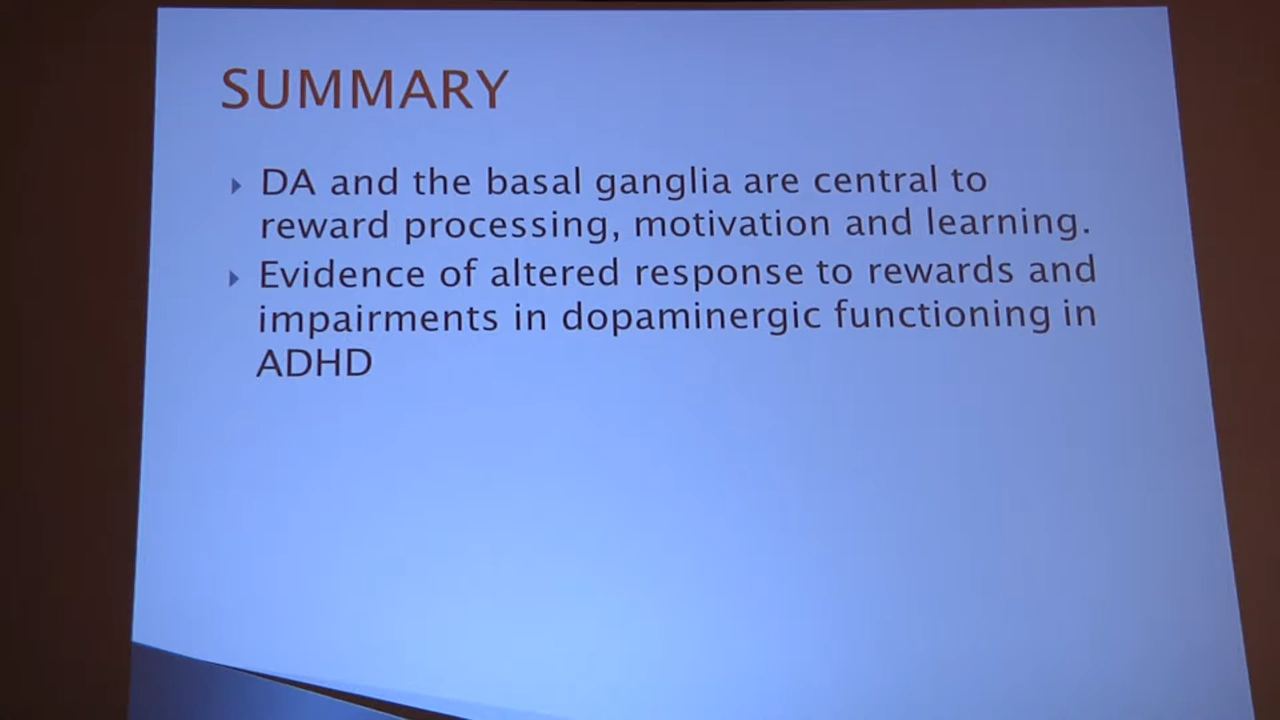 SUMMARY
DA and the basal ganglia are central to
reward processing, motivation and learning.
Evidence of altered response to rewards and
impairments in dopaminergic functioning in
ADHD